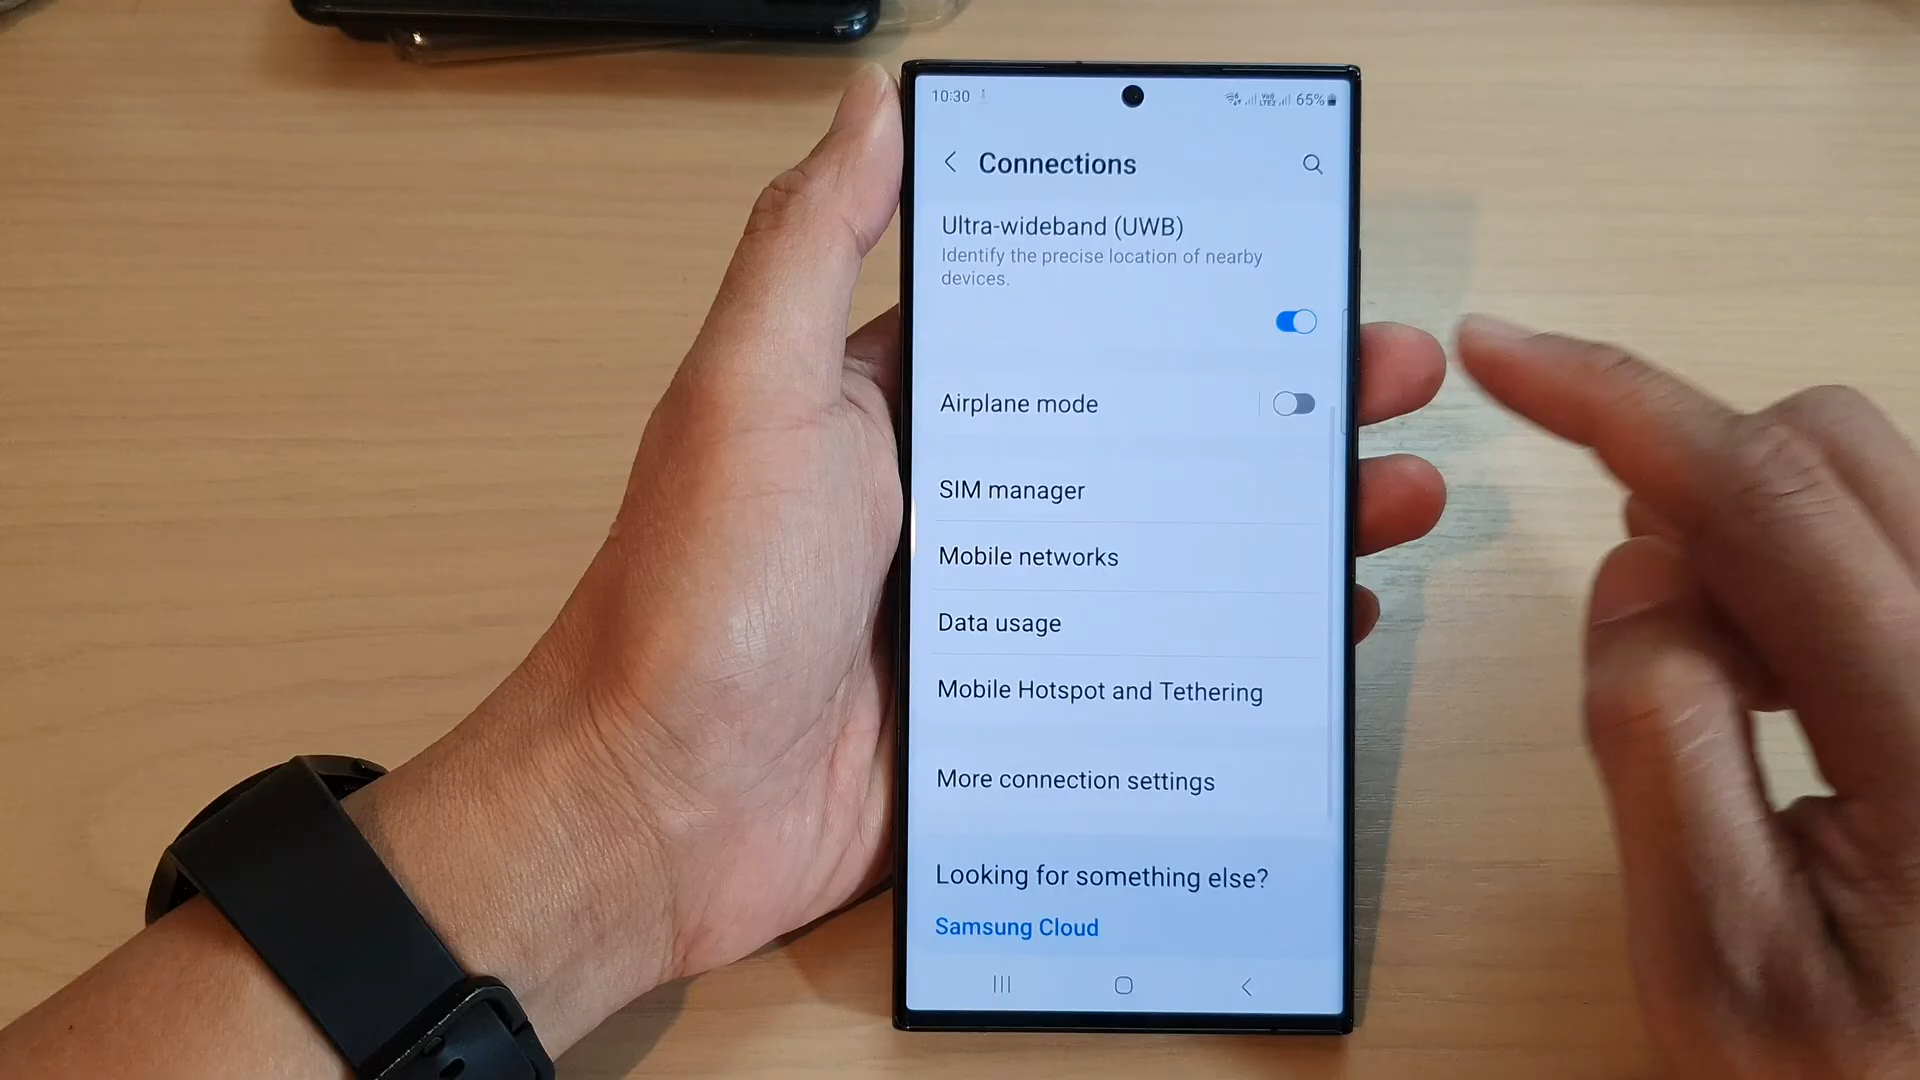 10:30 65%
Connections
Ultra-wideband (UWB)
Identify the precise location of nearby
devices.
Airplane mode
SIM manager
Mobile networks
Data usage
Mobile Hotspot and Tethering
More connection settings
Looking for something else?
Samsung Cloud